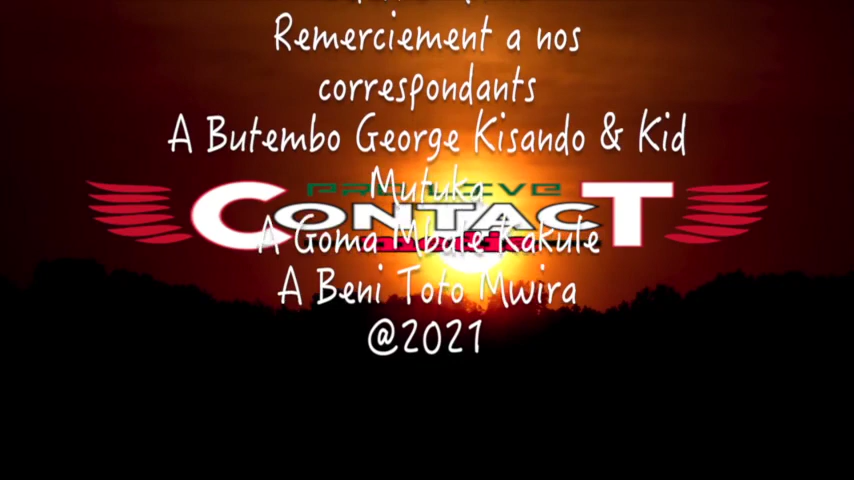 Remerciement a nos
correspondants
A Butembo George Kisando & Kid
Mutuka
CONTACT
A Goma Mbale Kakule
A Beni Toto Mwira
@2021